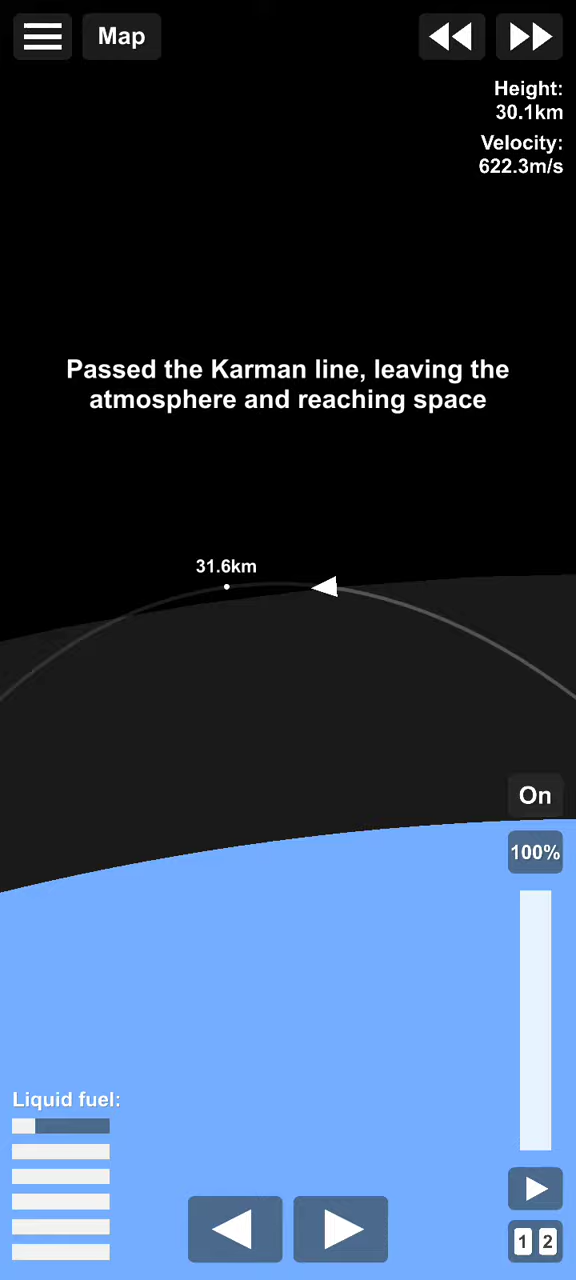 Map
Height:
30.1km
Velocity:
622.3m/s
Passed the Karman line, leaving the
atmosphere and reaching space
31.6km
On
100%
Liquid fuel:
1 2